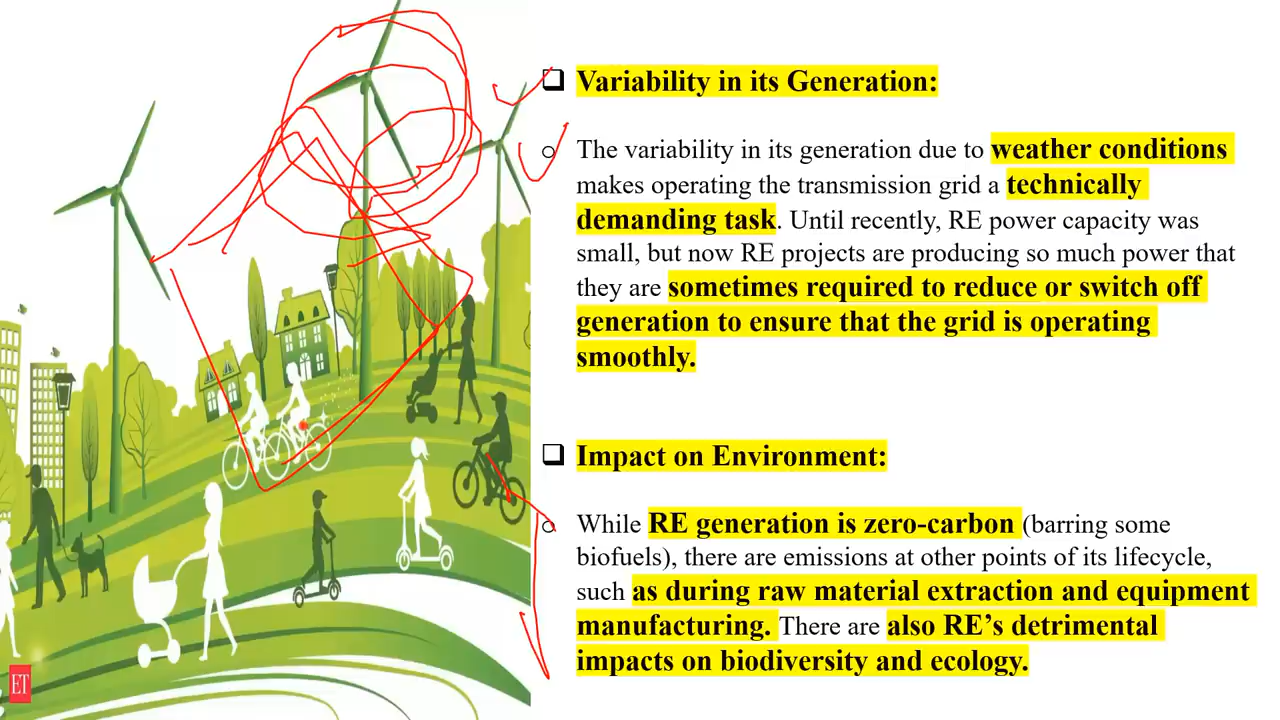 ❑ Variability in its Generation:
o The variability in its generation due to weather conditions
makes operating the transmission grid a technically
demanding task. Until recently, RE power capacity was
small, but now RE projects are producing so much power that
they are sometimes required to reduce or switch off
generation to ensure that the grid is operating
smoothly.
❑ Impact on Environment:
o While RE generation is zero-carbon (barring some
biofuels), there are emissions at other points of its lifecycle,
such as during raw material extraction and equipment
manufacturing. There are also RE’s detrimental
impacts on biodiversity and ecology.
ET